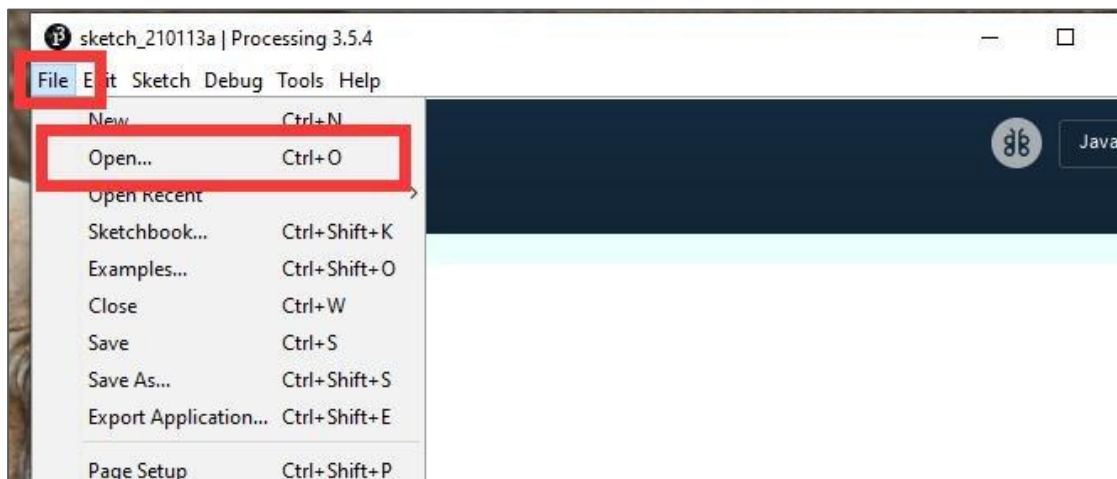 sketch_210113a | Processing 3.5.4
File Edit Sketch Debug Tools Help
New Ctrl+N
Open... Ctrl+O
Java
Open Recent
Sketchbook... Ctrl+Shift+K
Examples... Ctrl+Shift+O
Close Ctrl+W
Save Ctrl+S
Save As... Ctrl+Shift+S
Export Application... Ctrl+Shift+E
Page Setup Ctrl+Shift+P